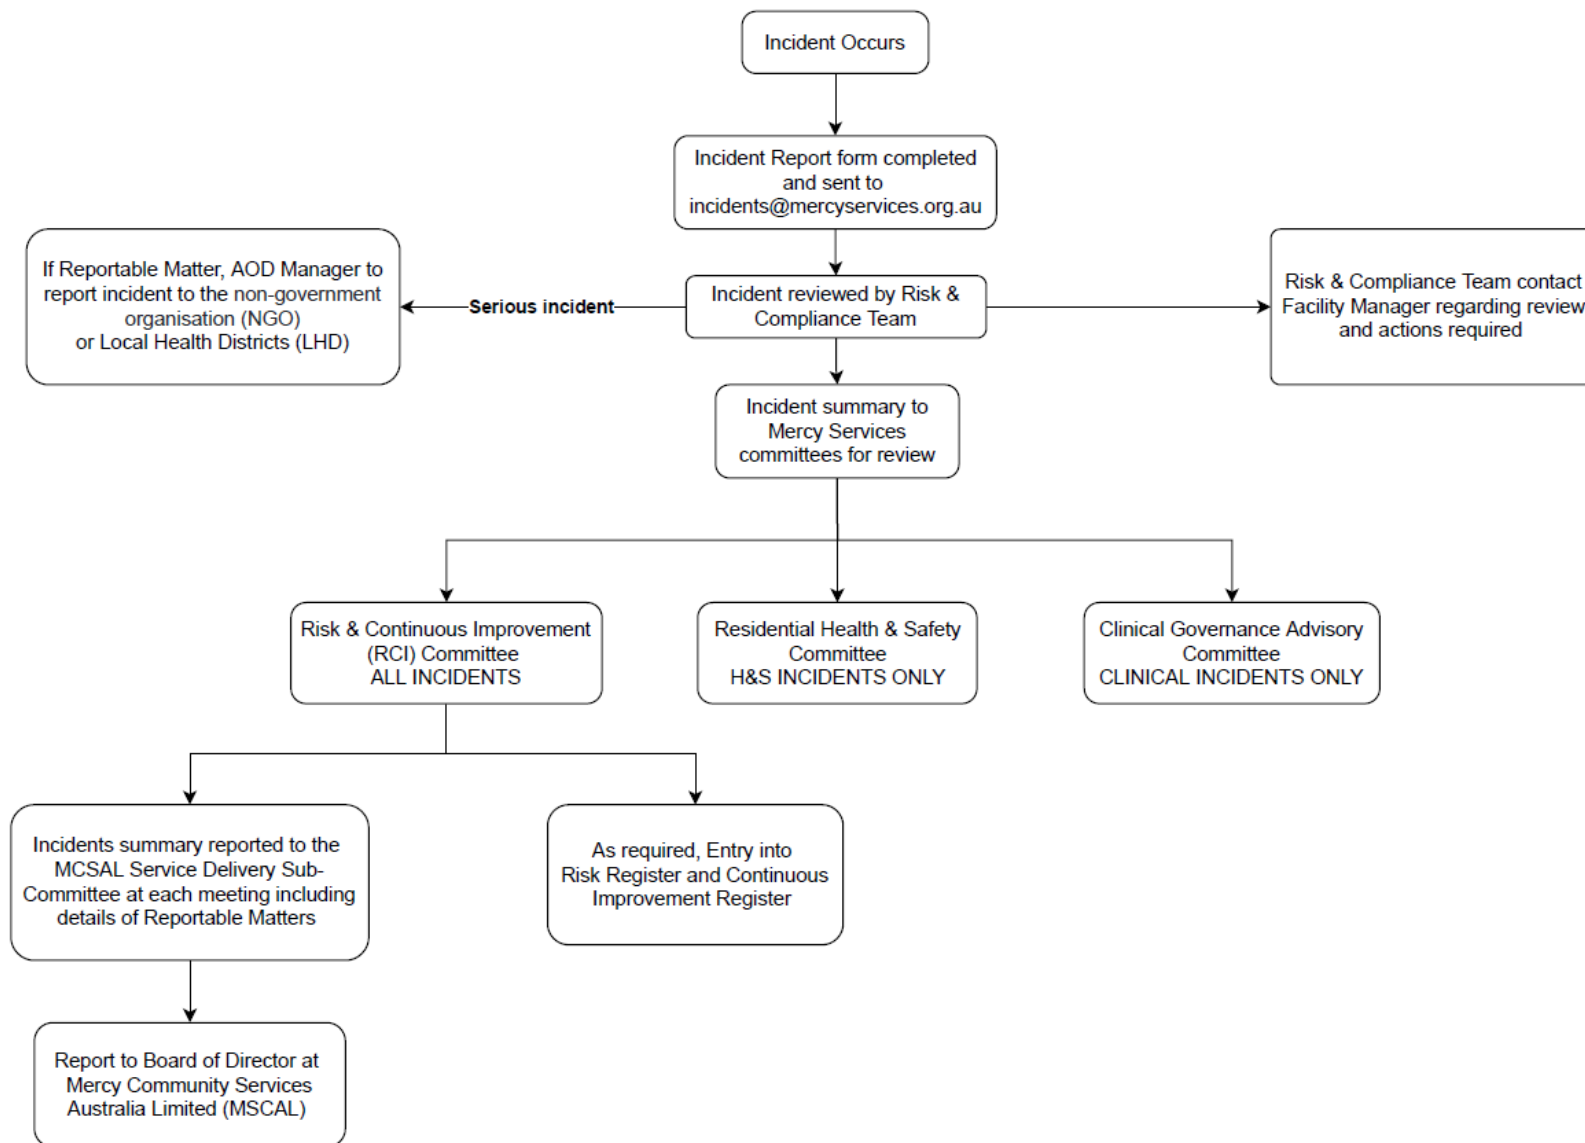 Incident Occurs
Incident Report form completed
and sent to
incidents@mercyservices.org.au
If Reportable Matter, AOD Manager to
report incident to the non-government
organisation (NGO)
or Local Health Districts (LHD)
Serious incident
Incident reviewed by Risk &
Compliance Team
Risk & Compliance Team contact
Facility Manager regarding review
and actions required
Incident summary to
Mercy Services
committees for review
Risk & Continuous Improvement
(RCI) Committee
ALL INCIDENTS
Residential Health & Safety
Committee
H&S INCIDENTS ONLY
Clinical Governance Advisory
Committee
CLINICAL INCIDENTS ONLY
Incidents summary reported to the
MCSAL Service Delivery Sub-
Committee at each meeting including
details of Reportable Matters
As required, Entry into
Risk Register and Continuous
Improvement Register
Report to Board of Director at
Mercy Community Services
Australia Limited (MSCAL)